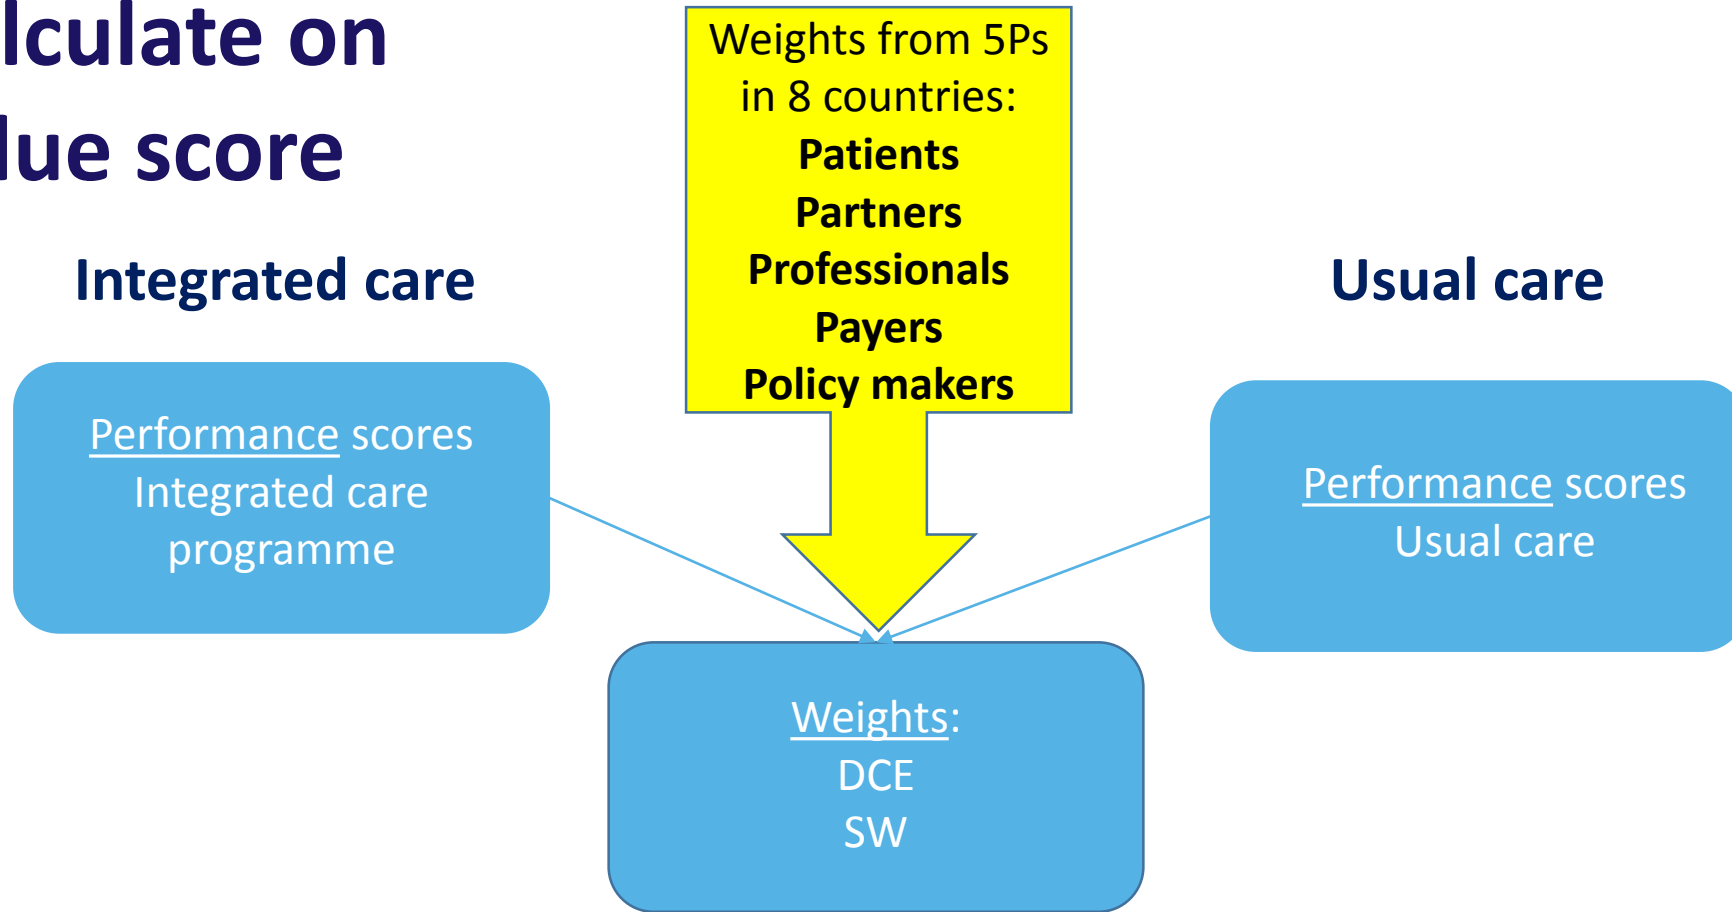 lculate on
lue score
Weights from 5Ps
in 8 countries:
Patients
Partners
Professionals
Payers
Policy makers
Integrated care
Usual care
Performance scores
Integrated care
programme
Performance scores
Usual care
Weights:
DCE
SW